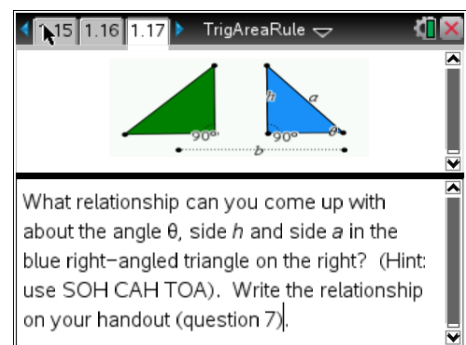 1.15 1.16 1.17 TrigAreaRule
h a
90° 90° θ
b
What relationship can you come up with
about the angle θ, side h and side a in the
blue right-angled triangle on the right? (Hint:
use SOH CAH TOA). Write the relationship
on your handout (question 7).